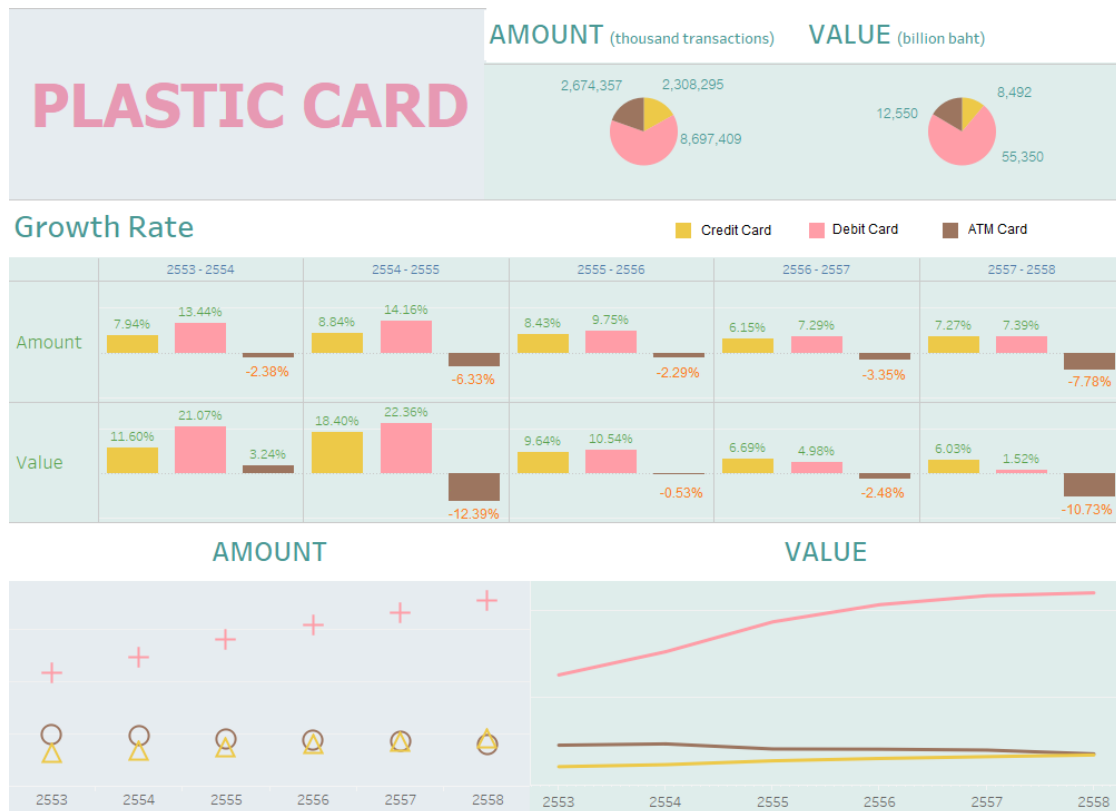 PLASTIC CARD
AMOUNT (thousand transactions) VALUE (billion baht)
2,674,357 2,308,295
8,697,409
8,492
12,550
55,350
Growth Rate
Credit Card Debit Card ATM Card
2553 - 2554 2554 - 2555 2555 - 2556 2556 - 2557 2557 - 2558
Amount
7.94% 13.44% -2.38% 8.84% 14.16% -6.33% 8.43% 9.75% -2.29% 6.15% 7.29% -3.35% 7.27% 7.39% -7.78%
Value
11.60% 21.07% 3.24% 18.40% 22.36% -12.39% 9.64% 10.54% -0.53% 6.69% 4.98% -2.48% 6.03% 1.52% -10.73%
AMOUNT VALUE
2553 2554 2555 2556 2557 2558 2553 2554 2555 2556 2557 2558